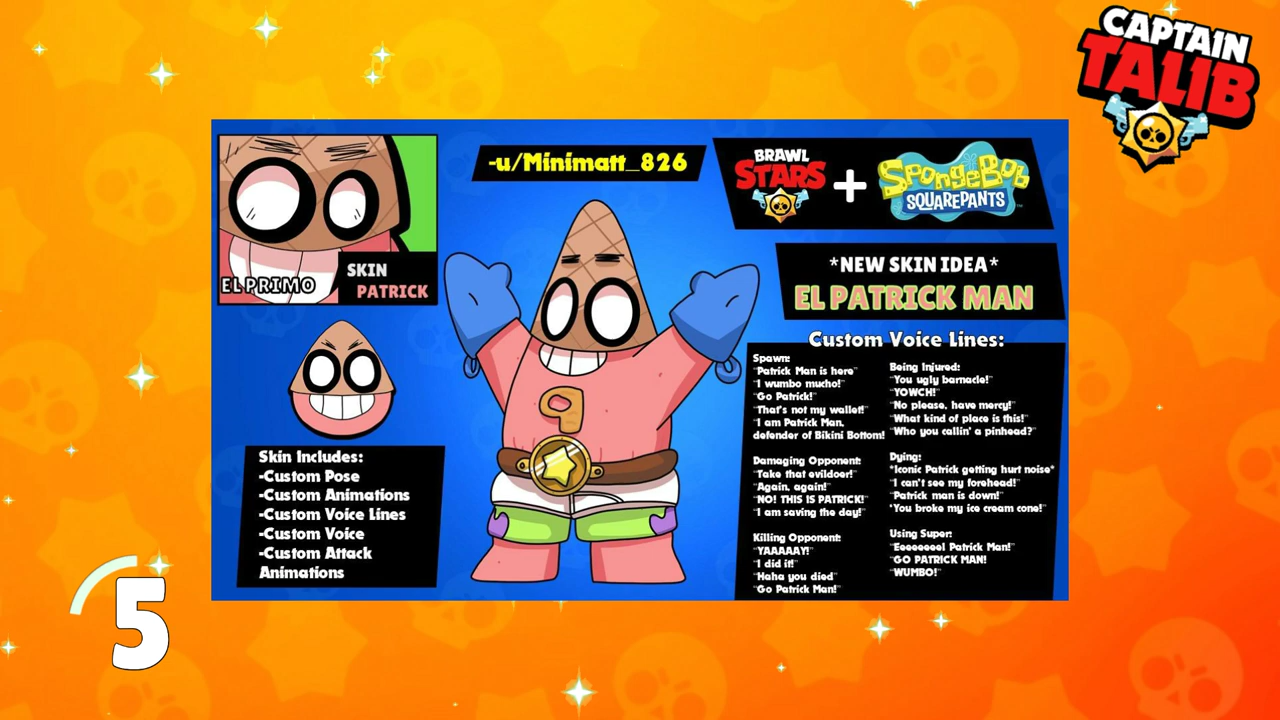 CAPTAIN
TALIB
-u/Minimatt_826
BRAWL
STARS
+
SpongeBob
SQUAREPANTS
EL PRIMO
SKIN
PATRICK
*NEW SKIN IDEA*
EL PATRICK MAN
Custom Voice Lines:
Spawn:
"Patrick Man is here"
"I wumbo mucho!"
"Go Patrick!"
"That's not my wallet!"
"I am Patrick Man,
defender of Bikini Bottom!
Damaging Opponent:
"Take that evildoer!"
"Again, again!"
"NO! THIS IS PATRICK!"
"I am saving the day!"
Killing Opponent:
"YAAAAAY!"
"I did it!"
"Haha you died"
"Go Patrick Man!"
Being Injured:
"You ugly barnacle!"
"YOWCH!"
"No please, have mercy!"
"What kind of place is this!"
"Who you callin' a pinhead?"
Dying:
*Iconic Patrick getting hurt noise*
"I can't see my forehead!"
"Patrick man is down!"
"You broke my ice cream cone!"
Using Super:
"Eeeeeeeel Patrick Man!"
"GO PATRICK MAN!
"WUMBO!"
Skin Includes:
-Custom Pose
-Custom Animations
-Custom Voice Lines
-Custom Voice
-Custom Attack
Animations
5